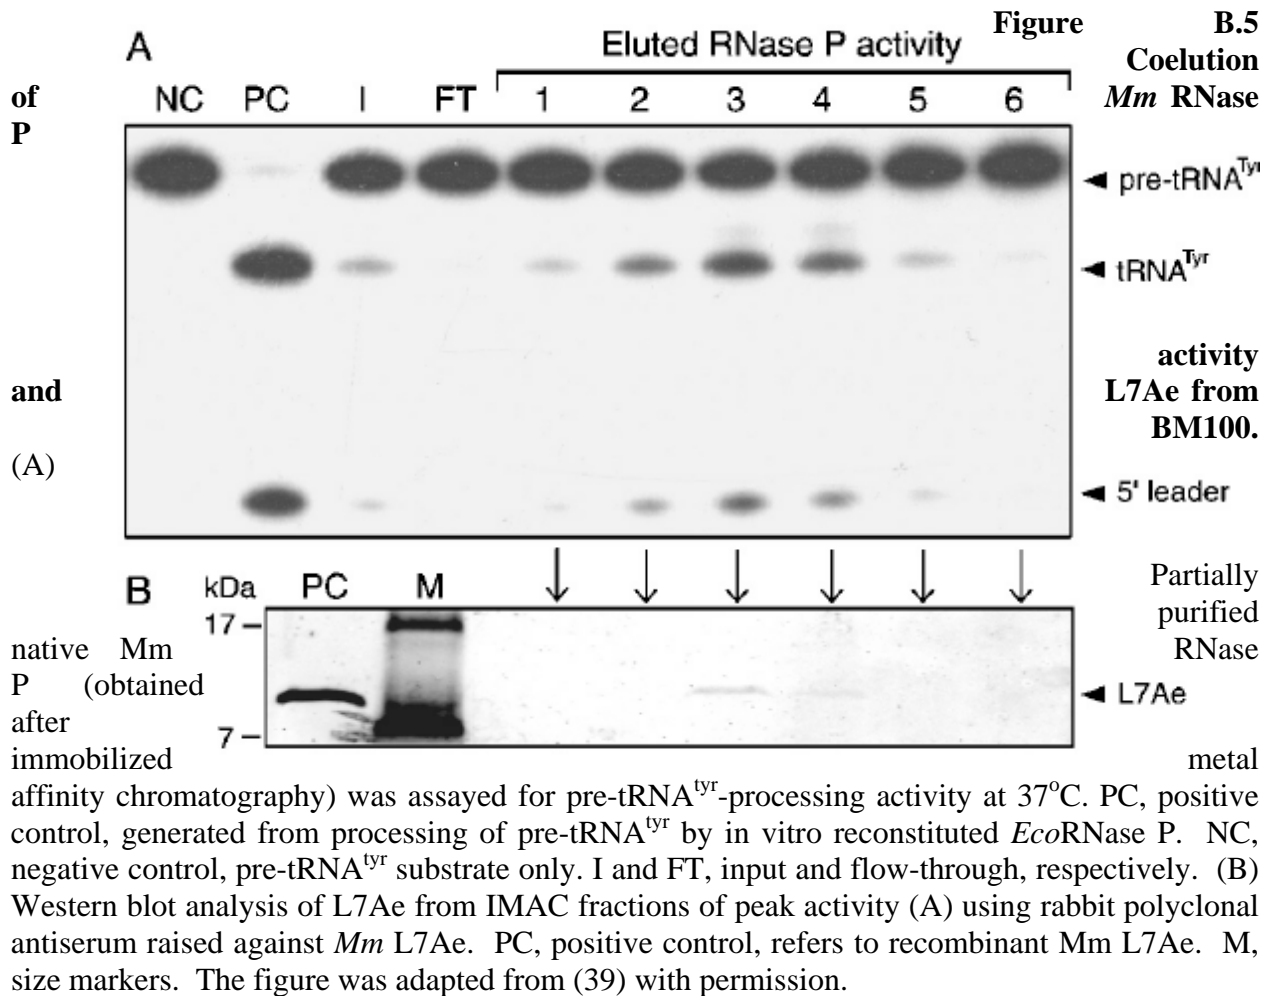 Figure B.5
A
Eluted RNase P activity
Coelution
of
NC PC I FT 1 2 3 4 5 6
Mm RNase
P
pre-tRNATyr
tRNATyr
activity
and
L7Ae from
BM100.
(A)
5' leader
Partially
B
kDa PC M
17
purified
native Mm
RNase
P (obtained
L7Ae
after
7
immobilized metal
affinity chromatography) was assayed for pre-tRNAtyr-processing activity at 37oC. PC, positive
control, generated from processing of pre-tRNAtyr by in vitro reconstituted EcoRNase P. NC,
negative control, pre-tRNAtyr substrate only. I and FT, input and flow-through, respectively. (B)
Western blot analysis of L7Ae from IMAC fractions of peak activity (A) using rabbit polyclonal
antiserum raised against Mm L7Ae. PC, positive control, refers to recombinant Mm L7Ae. M,
size markers. The figure was adapted from (39) with permission.